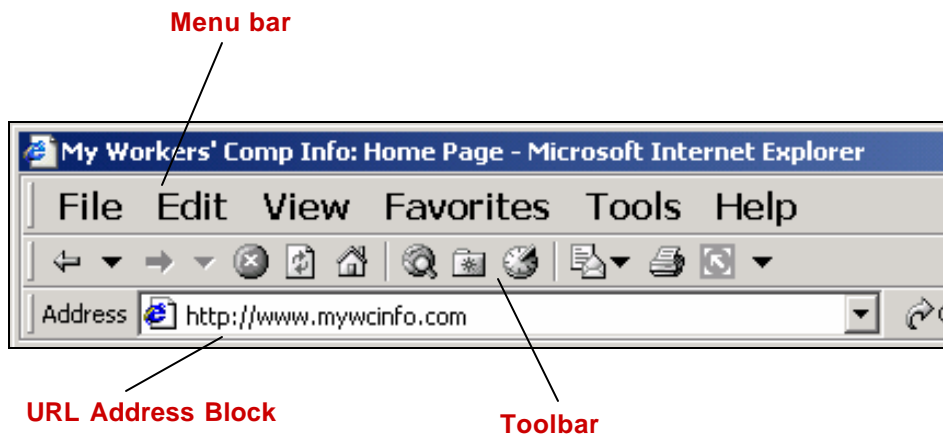 Menu bar
My Workers' Comp Info: Home Page - Microsoft Internet Explorer
File Edit View Favorites Tools Help
Address http://www.mywcinfo.com
URL Address Block
Toolbar